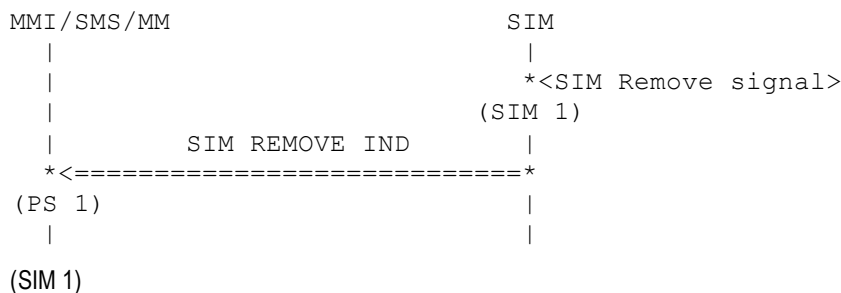 MMI/SMS/MM                     SIM
   |                            |
   |                            *<SIM Remove signal>
   |                         (SIM 1)
   |       SIM REMOVE IND       |
   *<===========================*
(PS 1)                          |
   |                            |
(SIM 1)